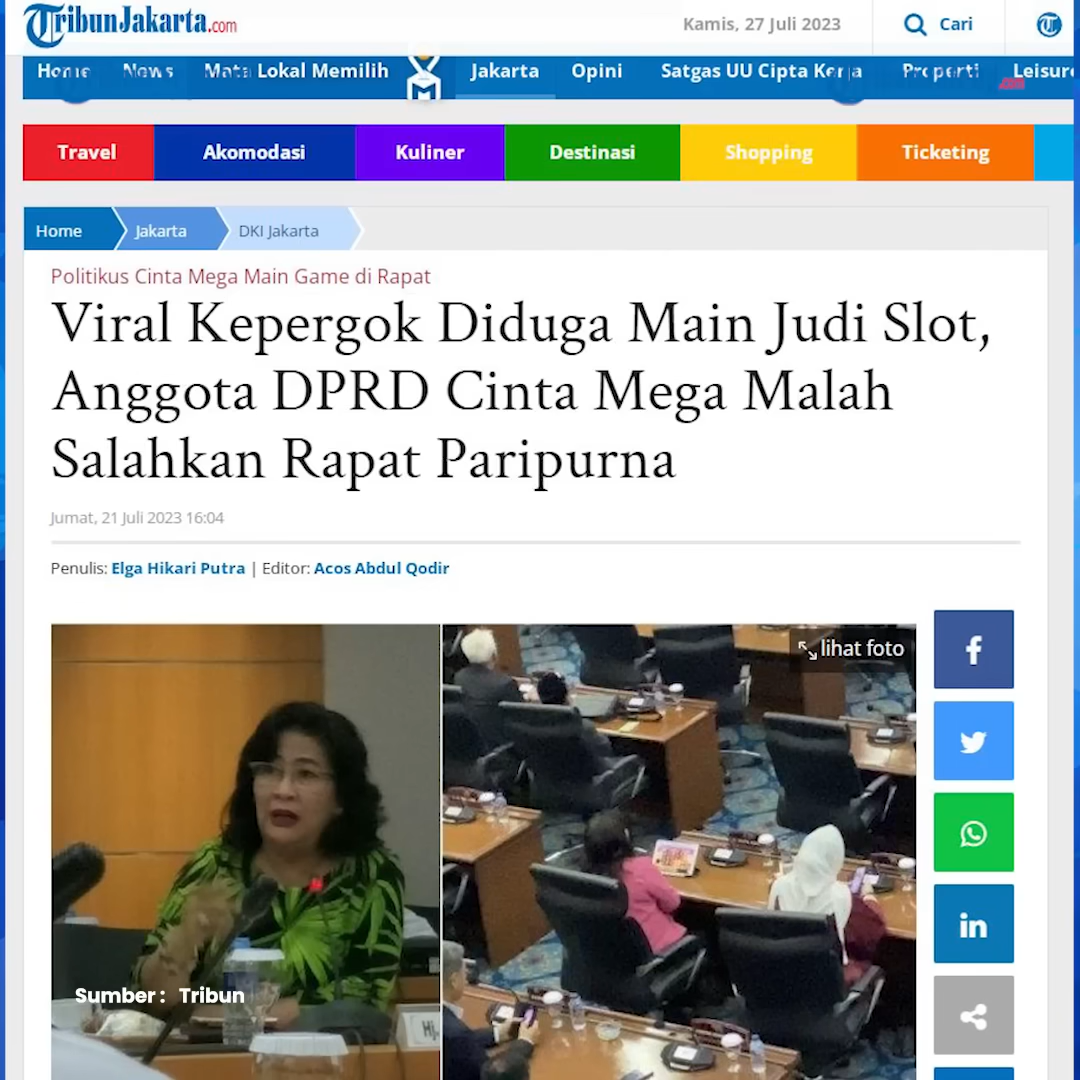 TribunJakarta.com
Kamis, 27 Juli 2023
Cari
Home News Mata Lokal Memilih Jakarta Opini Satgas UU Cipta Kerja Properti Leisure
Travel Akomodasi Kuliner Destinasi Shopping Ticketing
Home Jakarta DKI Jakarta
Politikus Cinta Mega Main Game di Rapat
Viral Kepergok Diduga Main Judi Slot,
Anggota DPRD Cinta Mega Malah
Salahkan Rapat Paripurna
Jumat, 21 Juli 2023 16:04
Penulis: Elga Hikari Putra | Editor: Acos Abdul Qodir
lihat foto
Sumber : Tribun
Hj.